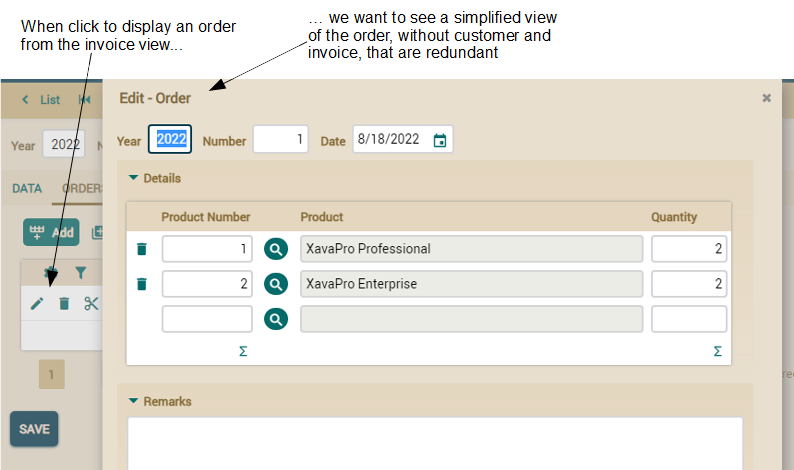 When click to display an order
from the invoice view...
... we want to see a simplified view
of the order, without customer and
invoice, that are redundant
List
Edit - Order
Year 2022
Year 2022 Number 1 Date 8/18/2022
DATA ORDERS
Details
Add
Product Number Product Quantity
1 XavaPro Professional 2
2 XavaPro Enterprise 2
Σ Σ
1
Remarks
SAVE